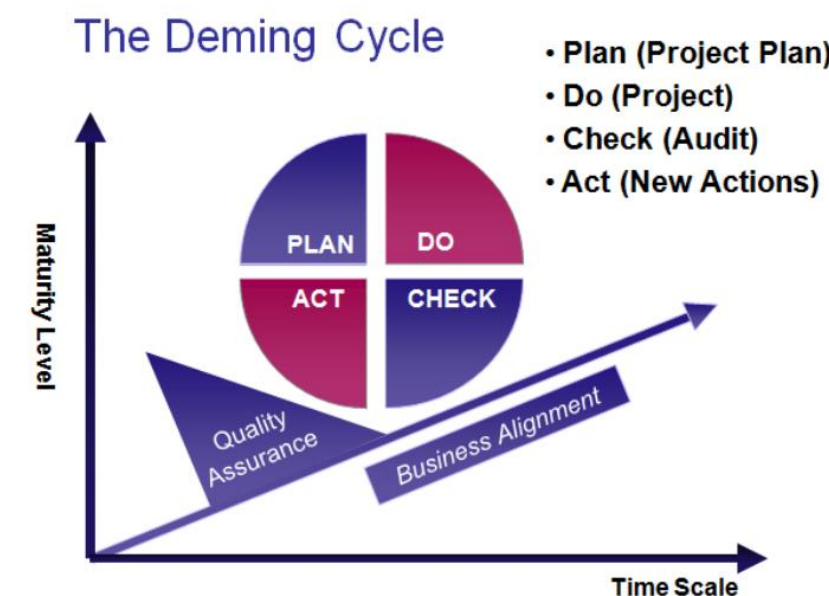 The Deming Cycle
• Plan (Project Plan)
• Do (Project)
• Check (Audit)
• Act (New Actions)
Maturity Level
PLAN
DO
ACT
CHECK
Quality
Assurance
Business Alignment
Time Scale